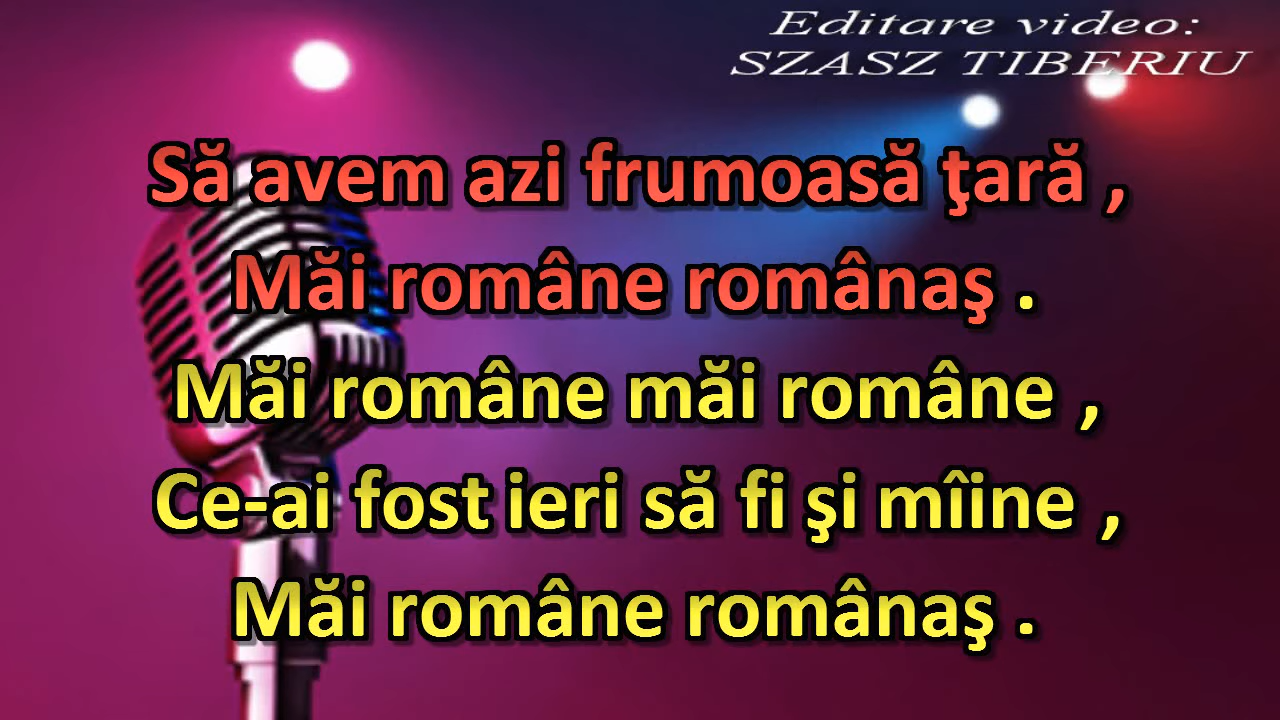 Editare video:
SZASZ TIBERIU
Să avem azi frumoasă ţară ,
Măi române românaş .
Măi române măi române ,
Ce-ai fost ieri să fi şi mîine ,
Măi române românaş .